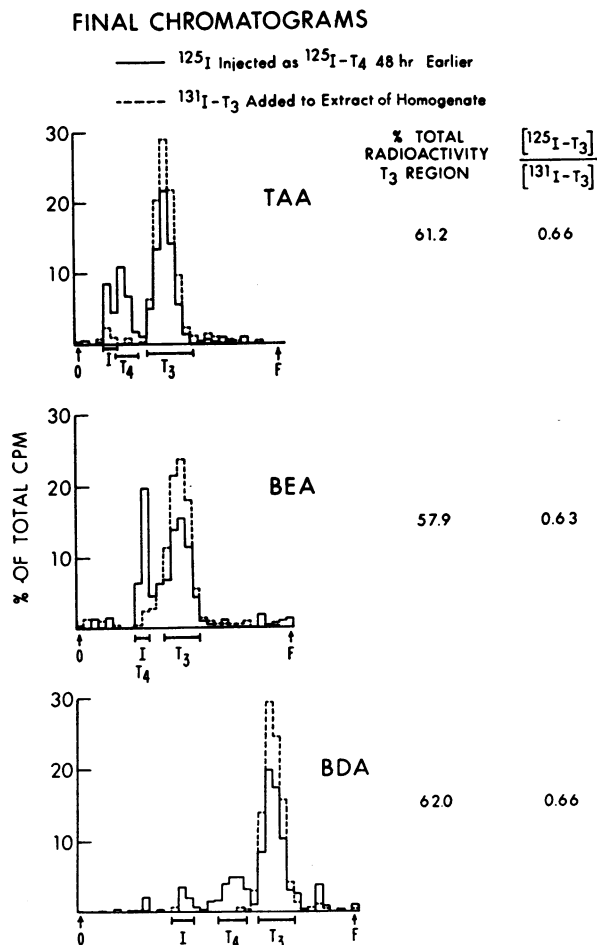 FINAL CHROMATOGRAMS
¹²⁵I Injected as ¹²⁵I-T₄ 48 hr Earlier
¹³¹I-T₃ Added to Extract of Homogenate
% TOTAL RADIOACTIVITY T₃ REGION
[¹²⁵I-T₃]
[¹³¹I-T₃]
30
20
10
TAA
61.2
0.66
O
I
T₄
T₃
F
% OF TOTAL CPM
30
20
10
BEA
57.9
0.63
O
I
T₄
T₃
F
30
20
10
BDA
62.0
0.66
O
I
T₄
T₃
F